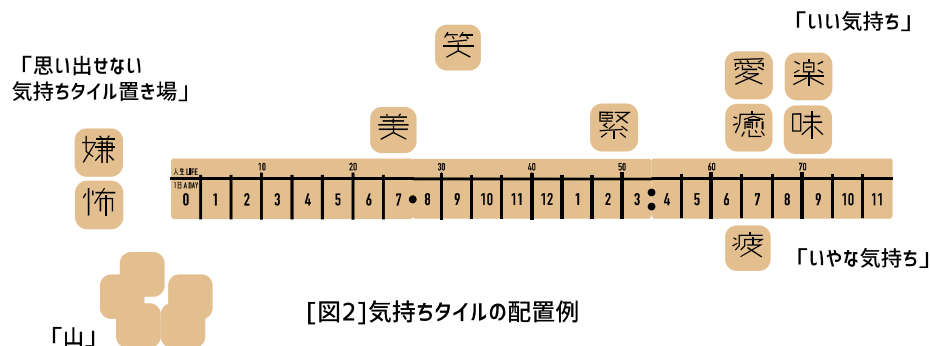 「いい気持ち」
笑
「思い出せない
気持ちタイル置き場」
愛 楽
美 緊 癒 味
嫌
怖
10 20 30 40 50 60 70
人生 LIFE
1日 A DAY
0 1 2 3 4 5 6 7 8 9 10 11 12 1 2 3 4 5 6 7 8 9 10 11
疲
「いやな気持ち」
[図2]気持ちタイルの配置例
「山」